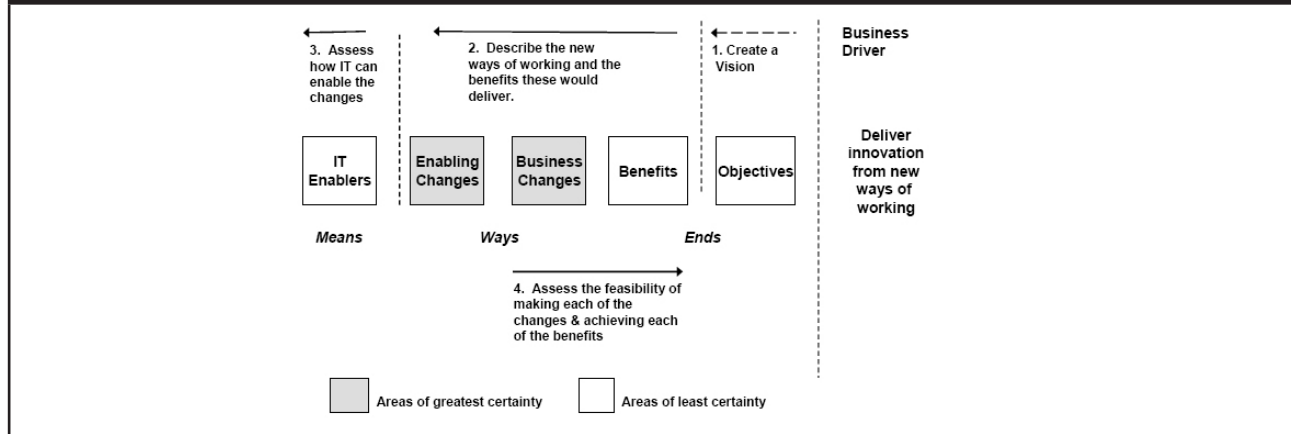 3. Assess
how IT can
enable the
changes
2. Describe the new
ways of working and the
benefits these would
deliver.
1. Create a
Vision
Business
Driver
IT
Enablers
Enabling
Changes
Business
Changes
Benefits
Objectives
Deliver
innovation
from new
ways of
working
Means
Ways
Ends
4. Assess the feasibility of
making each of the
changes & achieving each
of the benefits
Areas of greatest certainty
Areas of least certainty